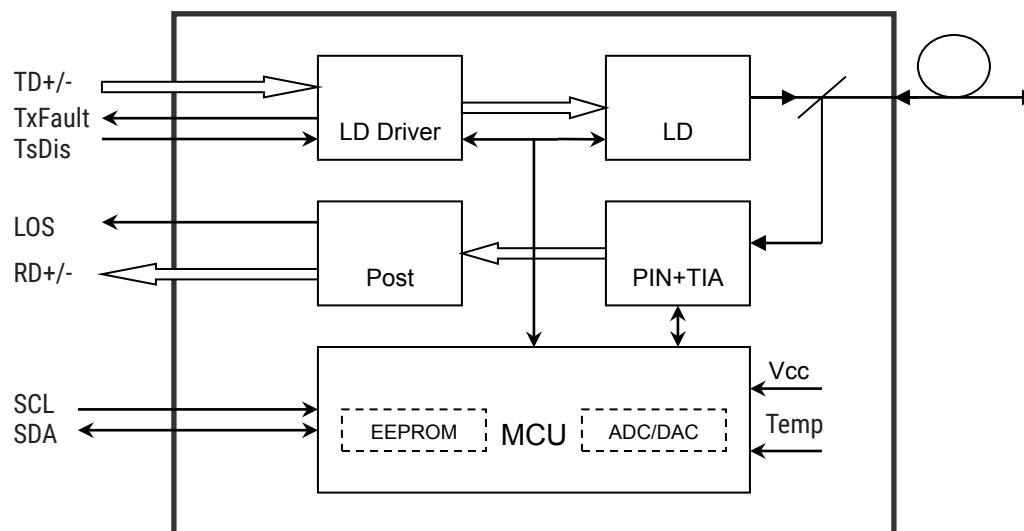 TD+/-
TxFault
TsDis
LD Driver
LD
LOS
RD+/-
Post
PIN+TIA
SCL
SDA
EEPROM
MCU
ADC/DAC
Vcc
Temp